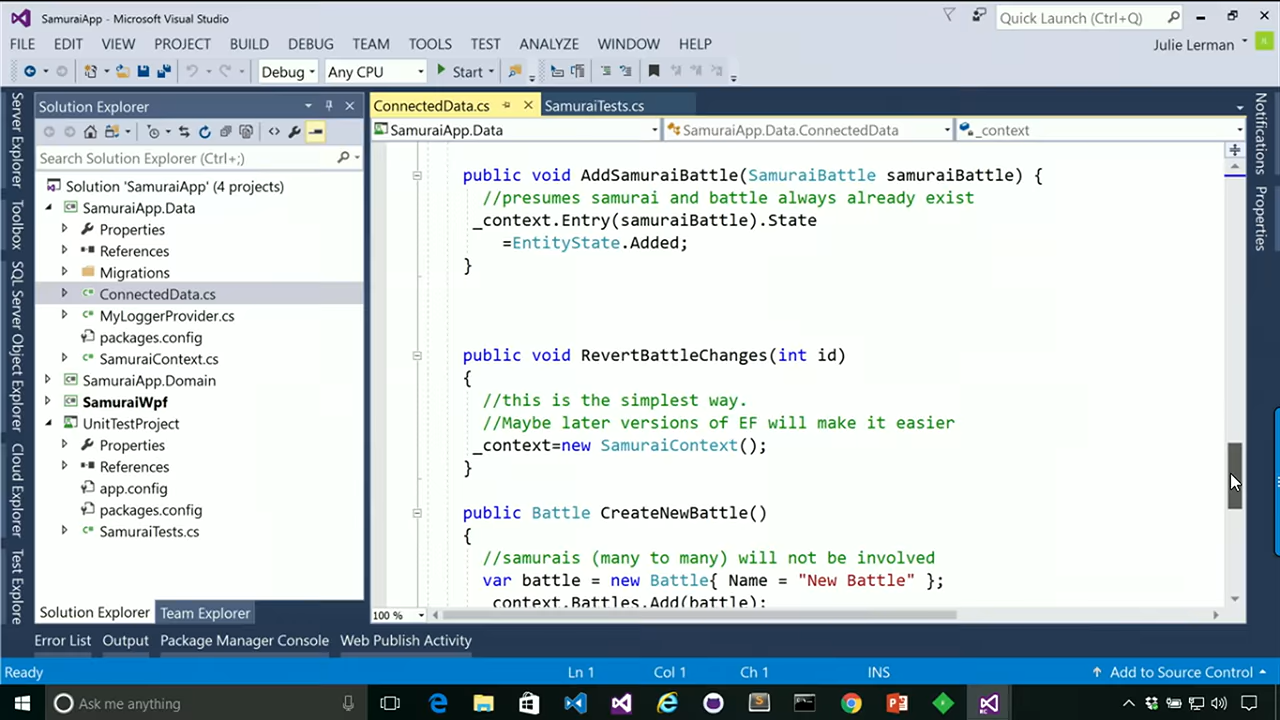 SamuraiApp - Microsoft Visual Studio
Quick Launch (Ctrl+Q)
FILE EDIT VIEW PROJECT BUILD DEBUG TEAM TOOLS TEST ANALYZE WINDOW HELP
Julie Lerman
Debug Any CPU Start
Server Explorer
Toolbox
SQL Server Object Explorer
Cloud Explorer
Test Explore
Solution Explorer
Search Solution Explorer (Ctrl+;)
Solution 'SamuraiApp' (4 projects)
SamuraiApp.Data
Properties
References
Migrations
ConnectedData.cs
MyLoggerProvider.cs
packages.config
SamuraiContext.cs
SamuraiApp.Domain
SamuraiWpf
UnitTestProject
Properties
References
app.config
packages.config
SamuraiTests.cs
Solution Explorer Team Explorer
ConnectedData.cs SamuraiTests.cs
SamuraiApp.Data SamuraiApp.Data.ConnectedData _context
public void AddSamuraiBattle(SamuraiBattle samuraiBattle) {
//presumes samurai and battle always already exist
_context.Entry(samuraiBattle).State
=EntityState.Added;
}
public void RevertBattleChanges(int id)
{
//this is the simplest way.
//Maybe later versions of EF will make it easier
_context=new SamuraiContext();
}
public Battle CreateNewBattle()
{
//samurais (many to many) will not be involved
var battle = new Battle{ Name = "New Battle" };
_context.Battles.Add(battle);
100 %
Notifications
Properties
Error List Output Package Manager Console Web Publish Activity
Ready Ln 1 Col 1 Ch 1 INS Add to Source Control
Ask me anything